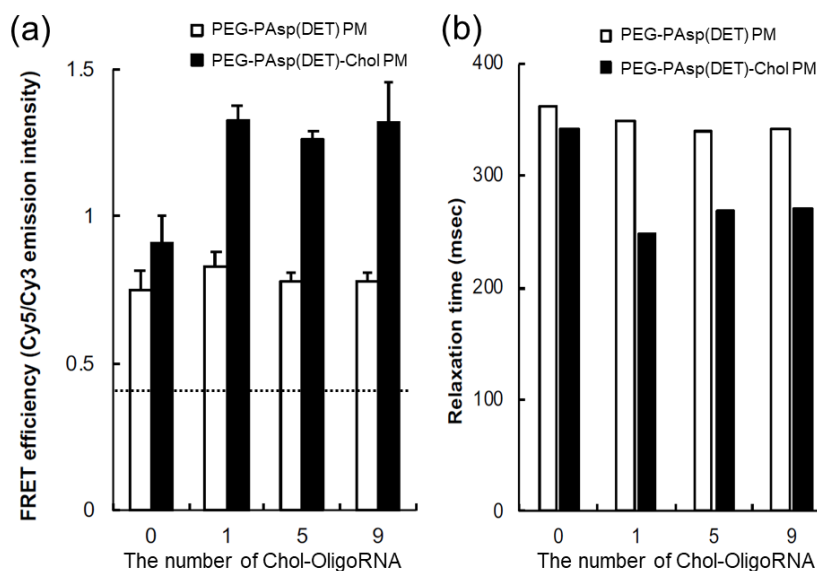 (a)
PEG-PAsp(DET) PM
PEG-PAsp(DET)-Chol PM
FRET efficiency (Cy5/Cy3 emission intensity)
1.5
1
0.5
0
0 1 5 9
The number of Chol-OligoRNA
(b)
PEG-PAsp(DET) PM
PEG-PAsp(DET)-Chol PM
Relaxation time (msec)
400
300
200
100
0
0 1 5 9
The number of Chol-OligoRNA